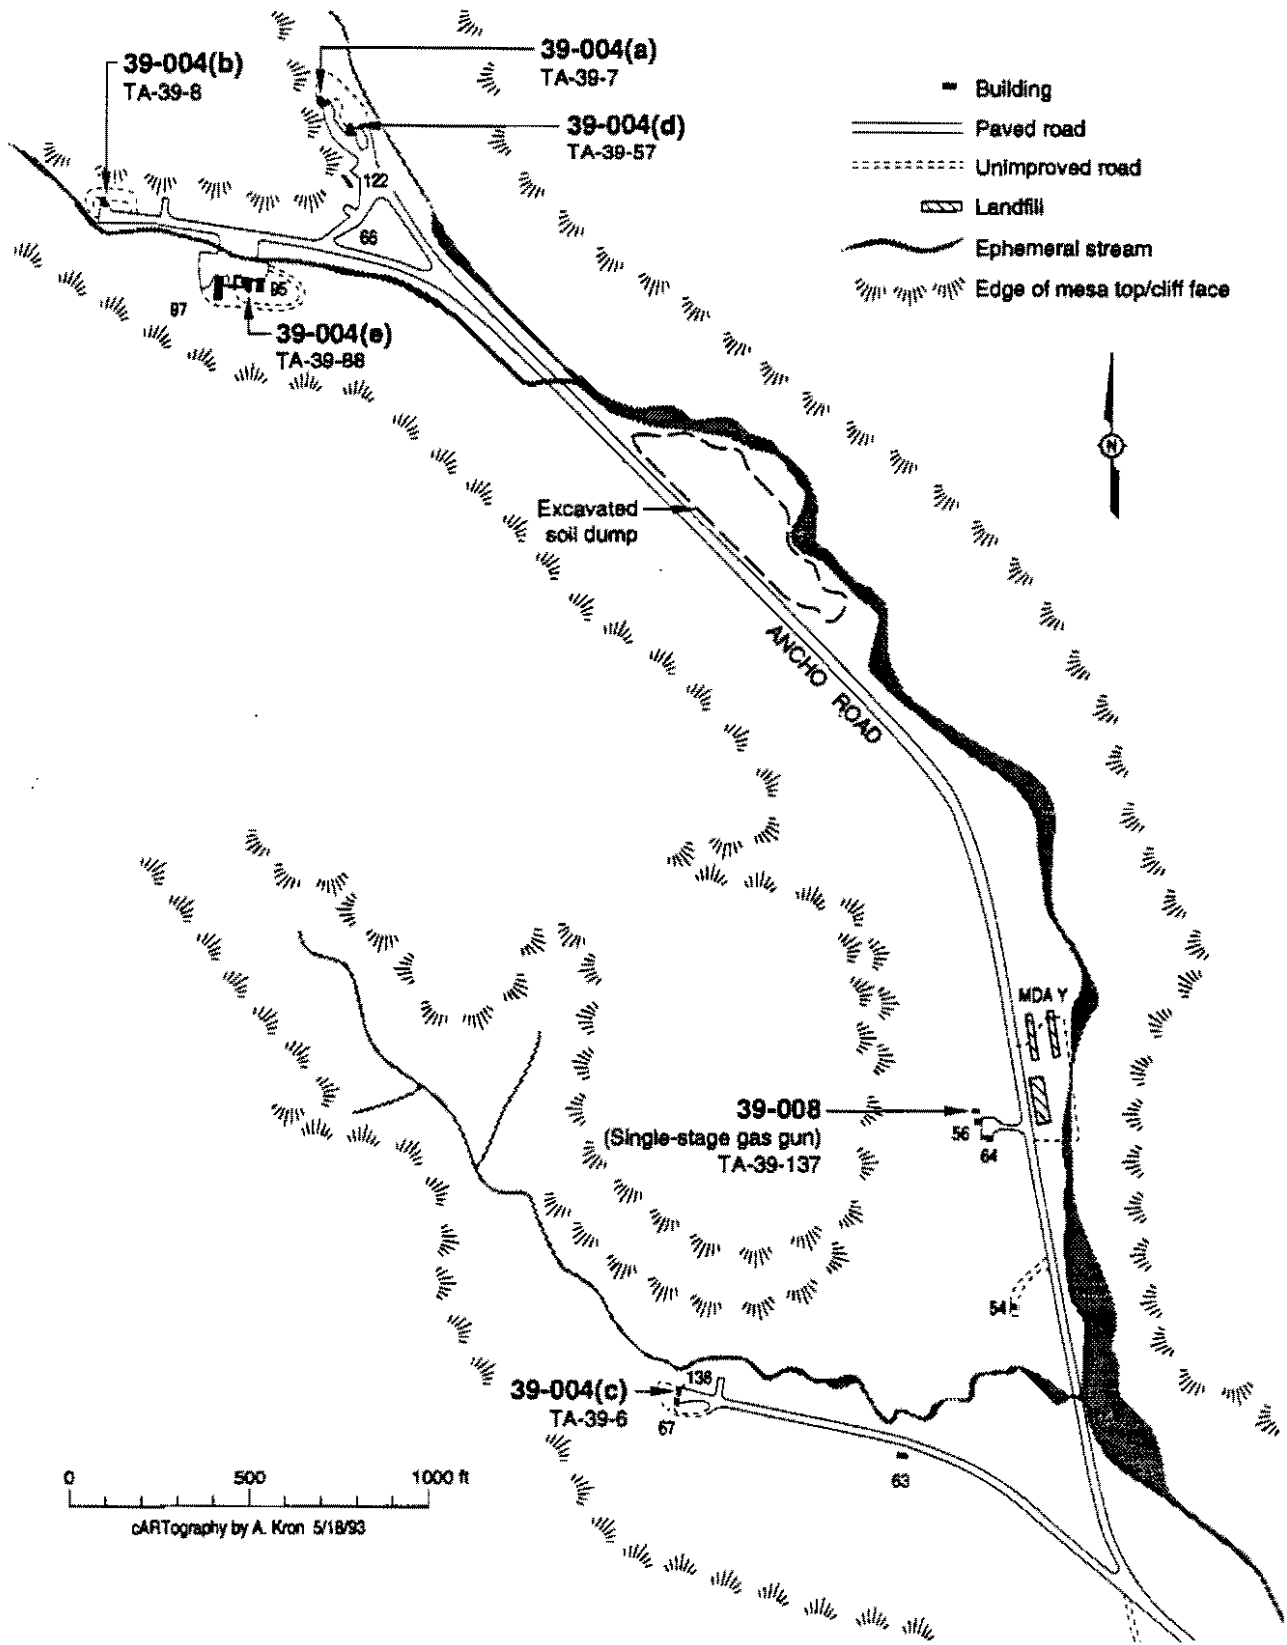 39-004(b)
TA-39-8
39-004(a)
TA-39-7
39-004(d)
TA-39-57
Building
Paved road
Unimproved road
Landfill
Ephemeral stream
Edge of mesa top/cliff face
122
66
95
97
39-004(e)
TA-39-88
N
Excavated
soil dump
ANCHO ROAD
MDA Y
39-008
(Single-stage gas gun)
TA-39-137
56
64
54
39-004(c)
TA-39-6
138
67
63
0 500 1000 ft
cARTography by A. Kron 5/18/93